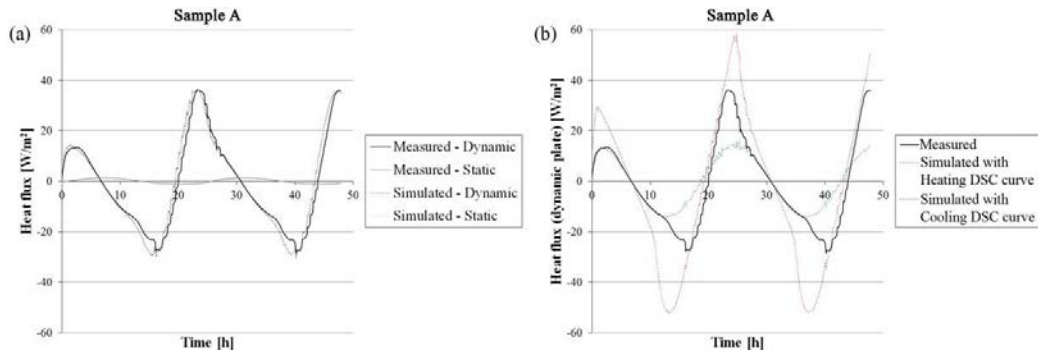 Sample A
(a)
60
40
20
0
-20
-40
-60
0 10 20 30 40 50
Heat flux [W/m²]
Time [h]
Measured - Dynamic
Measured - Static
Simulated - Dynamic
Simulated - Static
Sample A
(b)
60
40
20
0
-20
-40
-60
0 10 20 30 40 50
Heat flux (dynamic plate) [W/m²]
Time [h]
Measured
Simulated with
Heating DSC curve
Simulated with
Cooling DSC curve